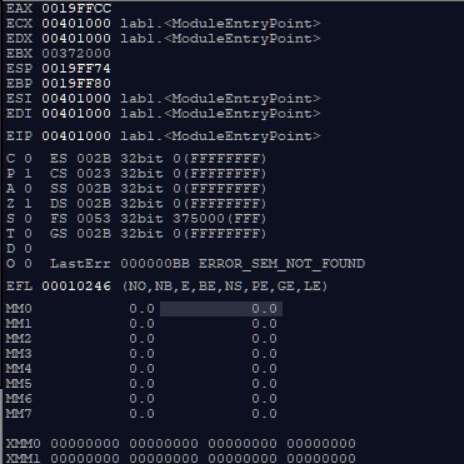 EAX 0019FFCC
ECX 00401000 lab1.<ModuleEntryPoint>
EDX 00401000 lab1.<ModuleEntryPoint>
EBX 00372000
ESP 0019FF74
EBP 0019FF80
ESI 00401000 lab1.<ModuleEntryPoint>
EDI 00401000 lab1.<ModuleEntryPoint>
EIP 00401000 lab1.<ModuleEntryPoint>
C 0 ES 002B 32bit 0(FFFFFFFF)
P 1 CS 0023 32bit 0(FFFFFFFF)
A 0 SS 002B 32bit 0(FFFFFFFF)
Z 1 DS 002B 32bit 0(FFFFFFFF)
S 0 FS 0053 32bit 375000(FFF)
T 0 GS 002B 32bit 0(FFFFFFFF)
D 0
O 0 LastErr 000000BB ERROR_SEM_NOT_FOUND
EFL 00010246 (NO,NB,E,BE,NS,PE,GE,LE)
MM0 0.0 0.0
MM1 0.0 0.0
MM2 0.0 0.0
MM3 0.0 0.0
MM4 0.0 0.0
MM5 0.0 0.0
MM6 0.0 0.0
MM7 0.0 0.0
XMM0 00000000 00000000 00000000 00000000
XMM1 00000000 00000000 00000000 00000000